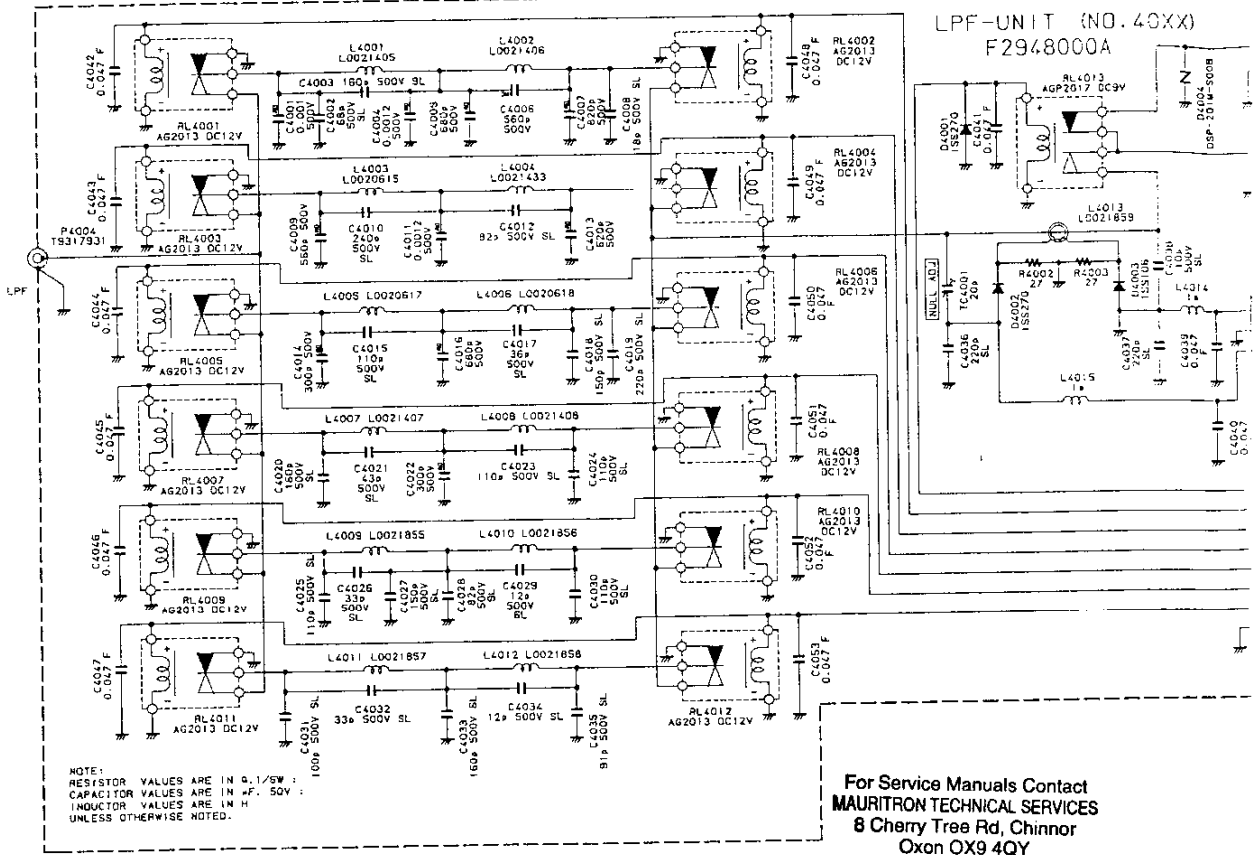 LPF-UNIT (NO. 40XX)
F2948000A
C4042
0.047 F
RL4001
AG2013 DC12V
L4001
L0021405
L4002
L0021406
C4003 160p 500V SL
C4001
0.001
500V
C4002
68p
500V
SL
C4004
0.0012
500V
C4005
680p
500V
C4006
560p
500V
C4007
820p
500V
C4008
18p 500V SL
RL4002
AG2013
DC12V
C4048
0.047 F
C4043
0.047 F
RL4003
AG2013 DC12V
L4003
L0020615
L4004
L0021433
C4009
560p 500V
C4010
240p
500V
SL
C4011
0.0012
500V
C4012
82p 500V SL
C4013
620p
500V
RL4004
AG2013
DC12V
C4049
0.047 F
P4004
T9317931
LPF
C4044
0.047 F
RL4005
AG2013 DC12V
L4005 L0020617
L4006 L0020618
C4014
300p 500V
C4015
110p
500V
SL
C4016
680p
500V
C4017
36p
500V
SL
C4018
150p 500V SL
C4019
220p 500V SL
RL4006
AG2013
DC12V
C4050
0.047
F
C4045
0.047 F
RL4007
AG2013 DC12V
L4007 L0021407
L4008 L0021408
C4020
160p
500V
SL
C4021
43p
500V
SL
C4022
300p
500V
C4023
110p 500V SL
C4024
110p
500V
SL
C4051
0.047
F
RL4008
AG2013
DC12V
C4046
0.047 F
RL4009
AG2013 DC12V
L4009 L0021855
L4010 L0021856
C4025
110p 500V SL
C4026
33p
500V
SL
C4027
150p
500V
SL
C4028
82p
500V
SL
C4029
12p
500V
SL
C4030
110p
500V
SL
RL4010
AG2013
DC12V
C4052
0.047
F
C4047
0.047 F
RL4011
AG2013 DC12V
L4011 L0021857
L4012 L0021858
C4031
100p 500V SL
C4032
33p 500V SL
C4033
160p 500V SL
C4034
12p 500V SL
C4035
91p 500V SL
RL4012
AG2013 DC12V
C4053
0.047 F
RL4013
AGP2017 DC9V
D4001
1SS270
C4041
0.047 F
D4004
DSP-201M-S00B
L4013
L0021859
NULL ADJ
TC4001
20p
C4036
220p
SL
D4002
1SS270
R4002
27
R4003
27
D4003
1SS106
C4038
10p
500V
SL
L4014
C4037
220p
SL
C4039
0.047
F
L4015
C4040
0.047
NOTE:
RESISTOR VALUES ARE IN Ω, 1/5W :
CAPACITOR VALUES ARE IN μF, 50V :
INDUCTOR VALUES ARE IN H
UNLESS OTHERWISE NOTED.
For Service Manuals Contact
MAURITRON TECHNICAL SERVICES
8 Cherry Tree Rd, Chinnor
Oxon OX9 4QY